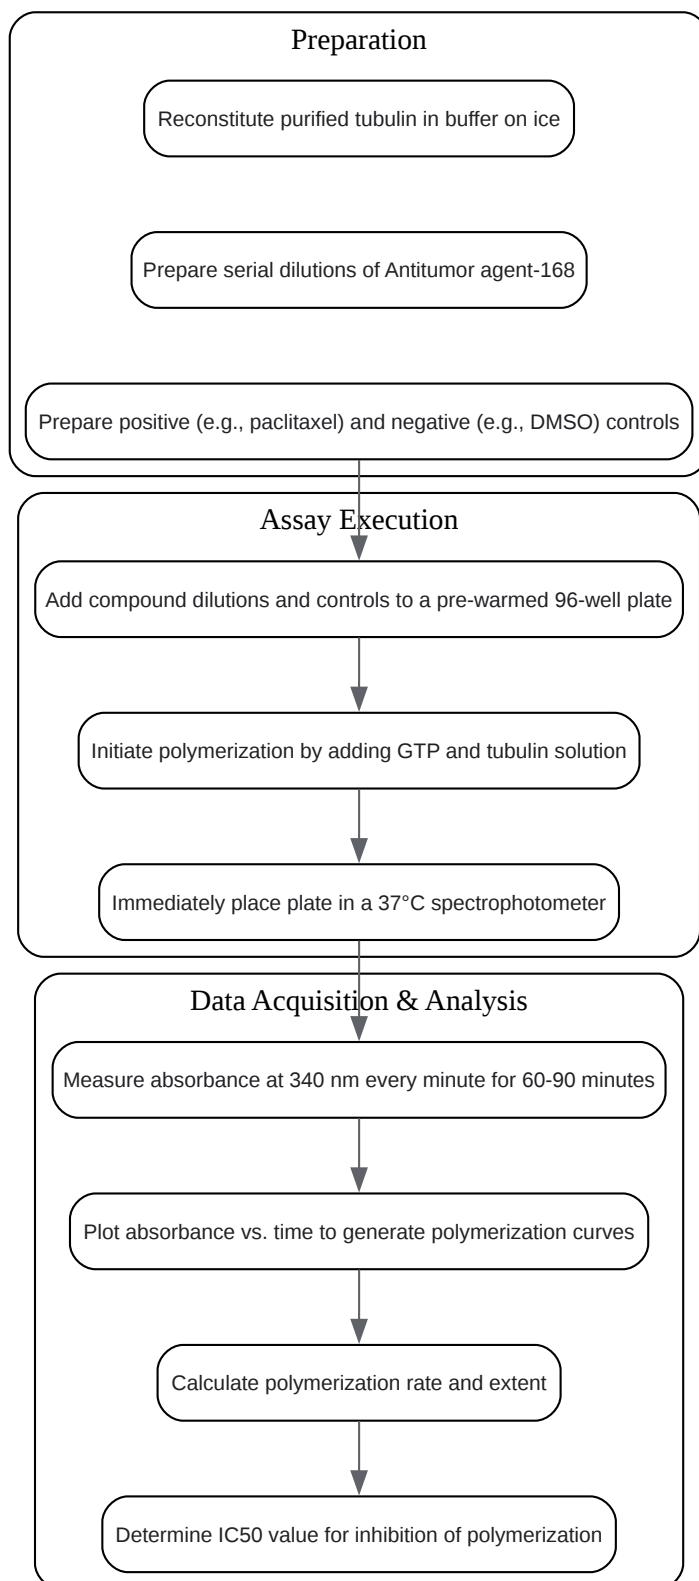 Preparation
Reconstitute purified tubulin in buffer on ice
Prepare serial dilutions of Antitumor agent-168
Prepare positive (e.g., paclitaxel) and negative (e.g., DMSO) controls
Assay Execution
Add compound dilutions and controls to a pre-warmed 96-well plate
Initiate polymerization by adding GTP and tubulin solution
Immediately place plate in a 37°C spectrophotometer
Data Acquisition & Analysis
Measure absorbance at 340 nm every minute for 60-90 minutes
Plot absorbance vs. time to generate polymerization curves
Calculate polymerization rate and extent
Determine IC50 value for inhibition of polymerization